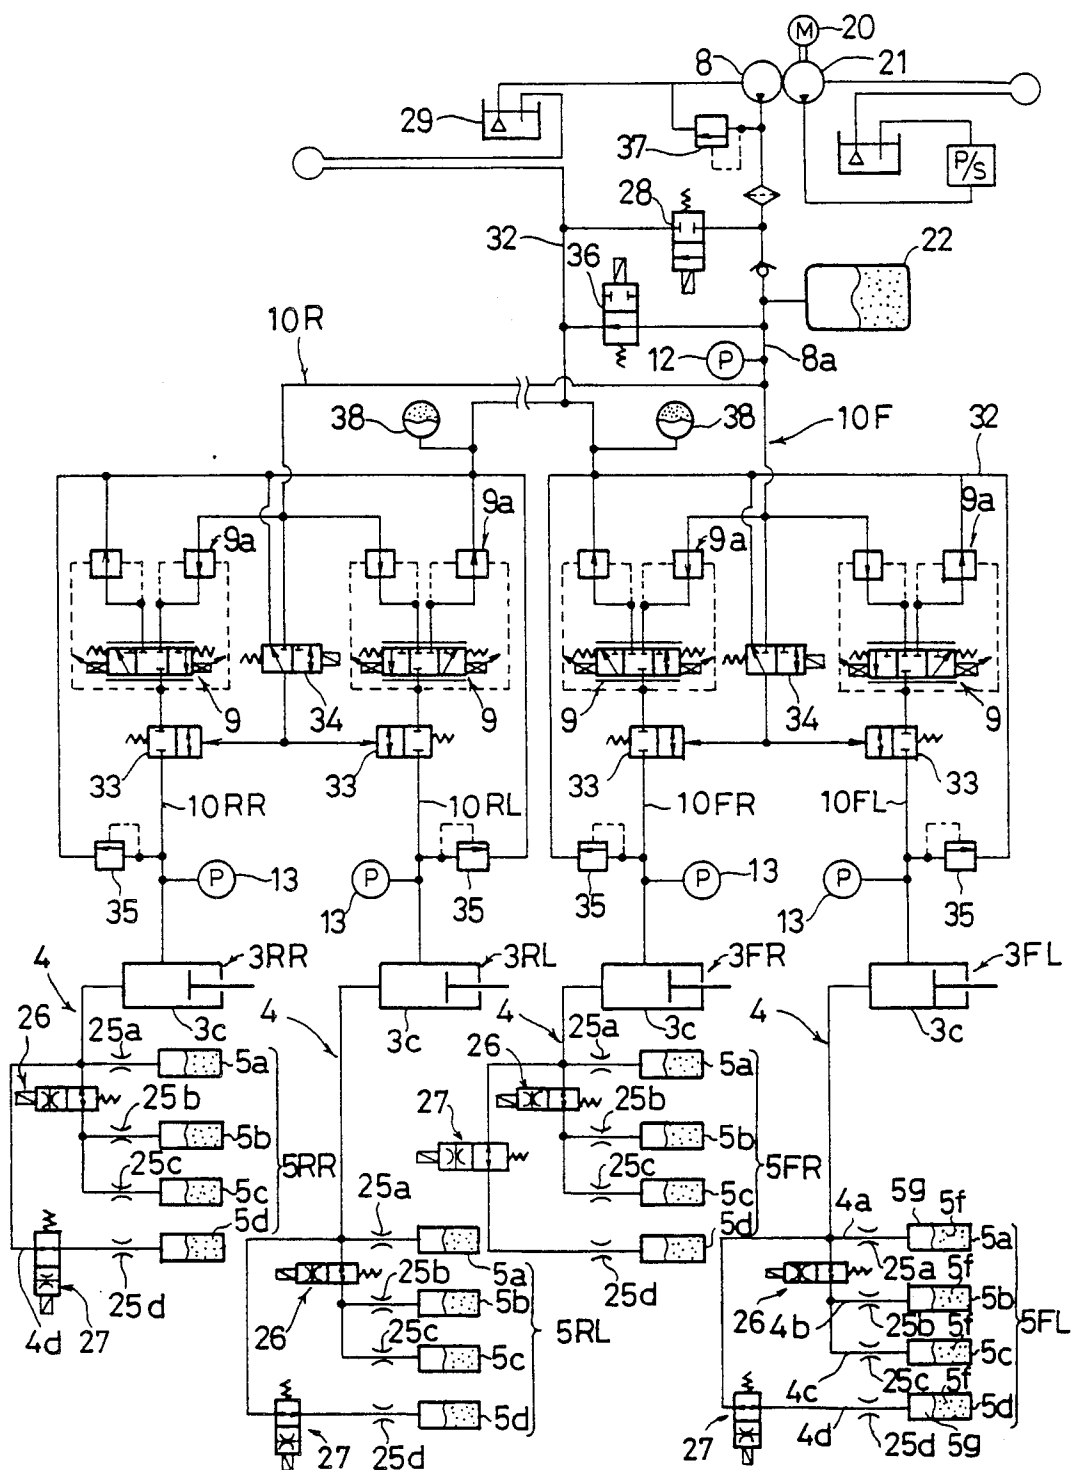 M 20
8 21
29
37 P/S
28
32 36 22
10R
12 P 8a
38 38 10F 32
9a 9a 9a 9a
9 34 9 9 34 9
33 33 33 33
10RR 10RL 10FR 10FL
P 13 P P 13 P
35 13 35 35 13 35
3RR 3RL 3FR 3FL
4 3c 4 3c 4 3c 4 3c
26 25a 5a 26 25a 5a
25b 5b 27 25b 5b
25c 5c 5RR 25c 5c 5FR
5d 25a 5d 4a 5g 5f
25d 5a 25d 25a 5a
4d 27 25b 5b 5f
26 25c 5RL 26 4b 25b 5b 5FL
5c 5f
4c 25c 5c
5f
5d 5d
27 25d 27 4d 25d 5g